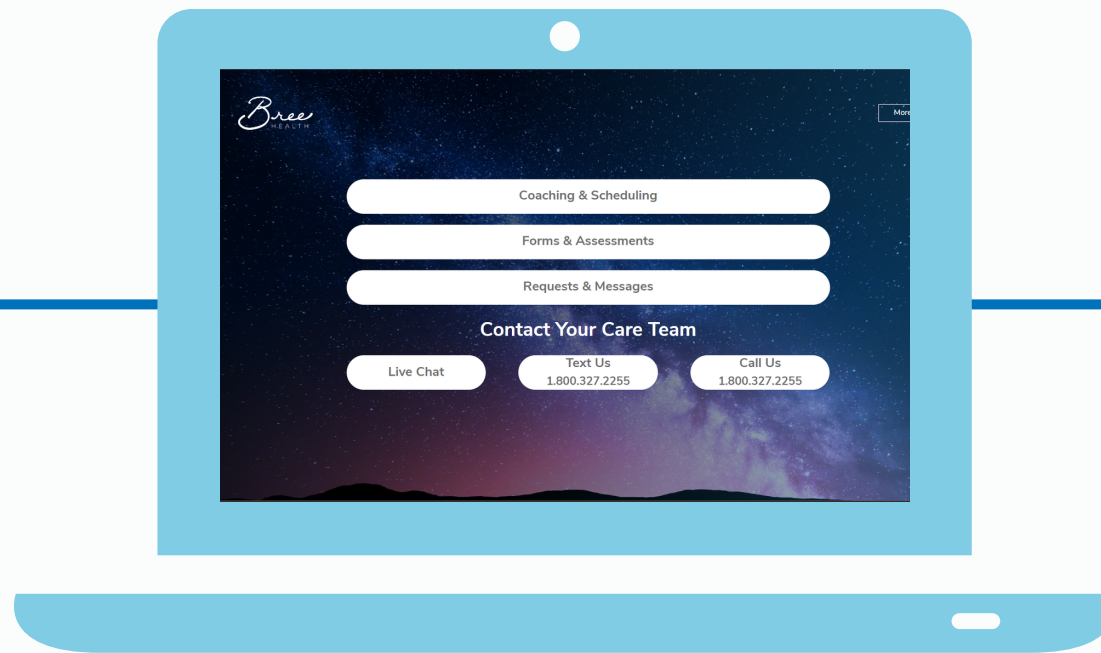 Bree
HEALTH
More
Coaching & Scheduling
Forms & Assessments
Requests & Messages
Contact Your Care Team
Live Chat
Text Us
1.800.327.2255
Call Us
1.800.327.2255